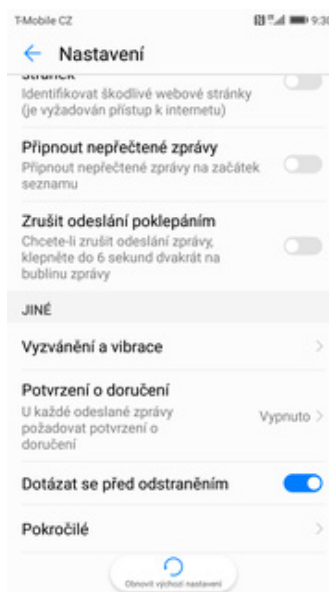 T-Mobile CZ 9:30
Nastavení
stránek
Identifikovat škodlivé webové stránky
(je vyžadován přístup k internetu)
Připnout nepřečtené zprávy
Připnout nepřečtené zprávy na začátek
seznamu
Zrušit odeslání poklepáním
Chcete-li zrušit odeslání zprávy,
klepněte do 6 sekund dvakrát na
bublinu zprávy
JINÉ
Vyzvánění a vibrace
Potvrzení o doručení
U každé odeslané zprávy
požadovat potvrzení o
doručení
Vypnuto
Dotázat se před odstraněním
Pokročilé
Obnovit výchozí nastavení